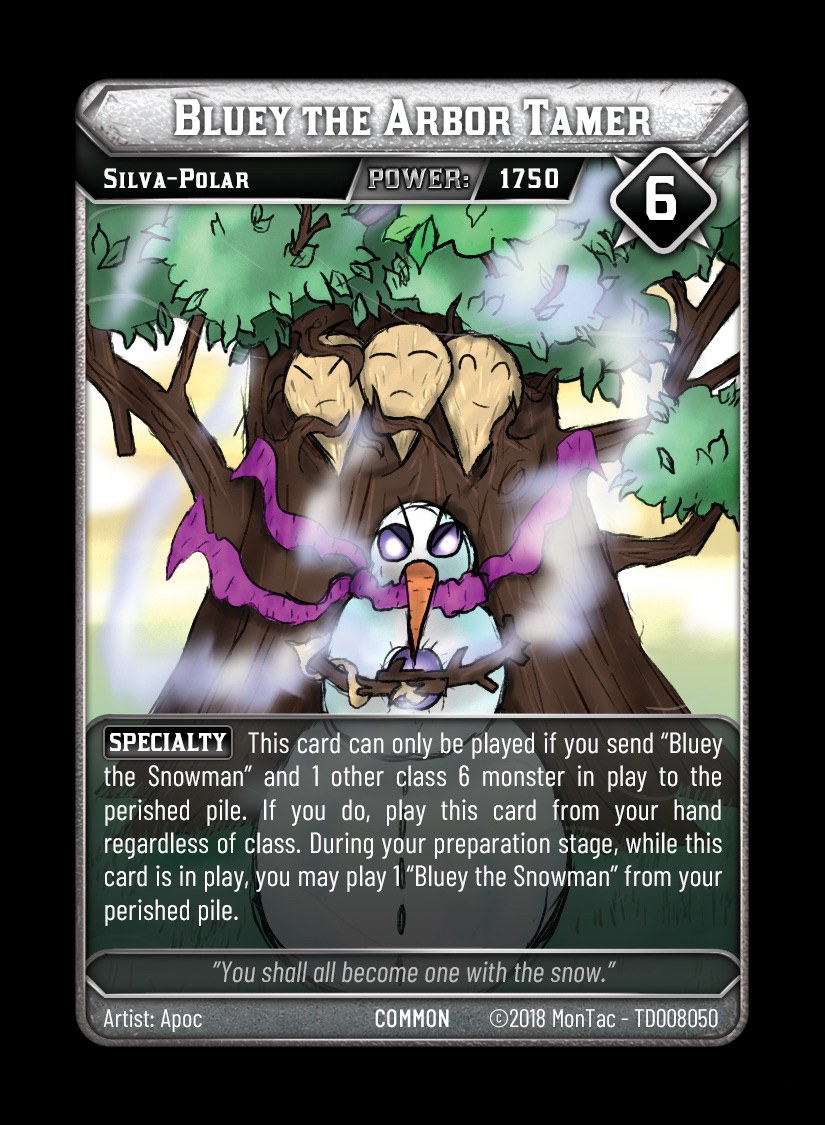 Bluey the Arbor Tamer
Silva-Polar POWER: 1750
6
SPECIALTY This card can only be played if you send “Bluey
the Snowman” and 1 other class 6 monster in play to the
perished pile. If you do, play this card from your hand
regardless of class. During your preparation stage, while this
card is in play, you may play 1 “Bluey the Snowman” from your
perished pile.
"You shall all become one with the snow."
Artist: Apoc COMMON ©2018 MonTac - TD008050